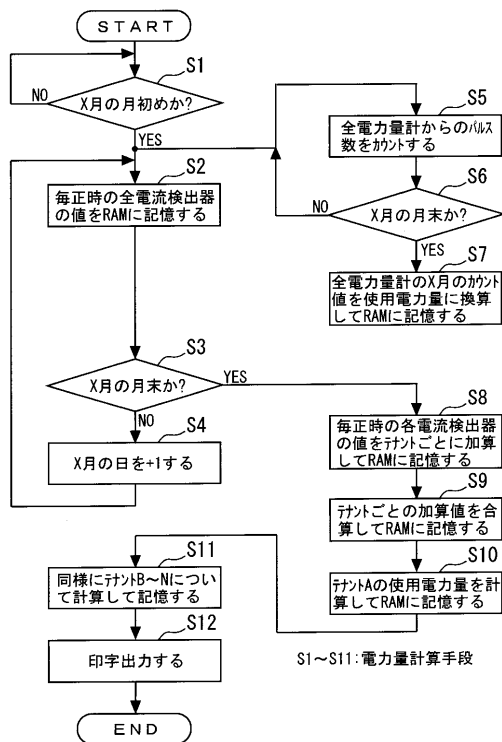 START
S1
X月の月初めか?
NO
YES
S2
毎正時の全電流検出器
の値をRAMに記憶する
S3
X月の月末か?
YES
NO
S4
X月の日を+1する
S5
全電力量計からのパルス
数をカウントする
S6
X月の月末か?
NO
YES
S7
全電力量計のX月のカウント
値を使用電力量に換算
してRAMに記憶する
S8
毎正時の各電流検出器
の値をテナントごとに加算
してRAMに記憶する
S9
テナントごとの加算値を合
算してRAMに記憶する
S10
テナントAの使用電力量を計
算してRAMに記憶する
S11
同様にテナントB~Nについ
て計算して記憶する
S12
印字出力する
END
S1~S11:電力量計算手段